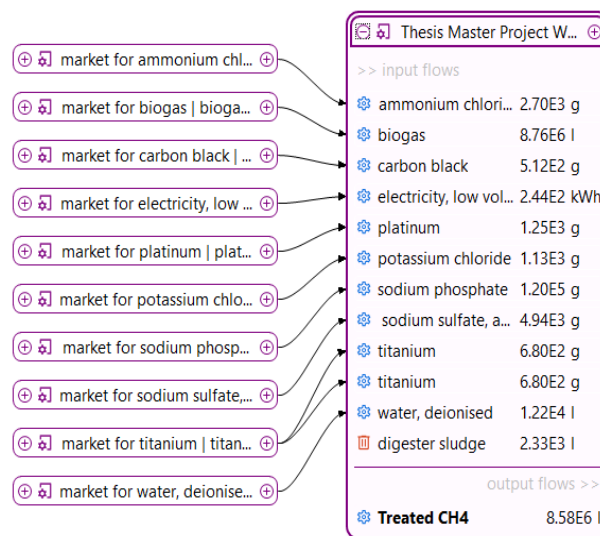 market for ammonium chl...
market for biogas | bioga...
market for carbon black | ...
market for electricity, low ...
market for platinum | plat...
market for potassium chlo...
market for sodium phosp...
market for sodium sulfate,...
market for titanium | titan...
market for water, deionise...
Thesis Master Project W...
>> input flows
ammonium chlori... 2.70E3 g
biogas 8.76E6 l
carbon black 5.12E2 g
electricity, low vol... 2.44E2 kWh
platinum 1.25E3 g
potassium chloride 1.13E3 g
sodium phosphate 1.20E5 g
sodium sulfate, a... 4.94E3 g
titanium 6.80E2 g
titanium 6.80E2 g
water, deionised 1.22E4 l
digester sludge 2.33E3 l
output flows >>
Treated CH4 8.58E6 l